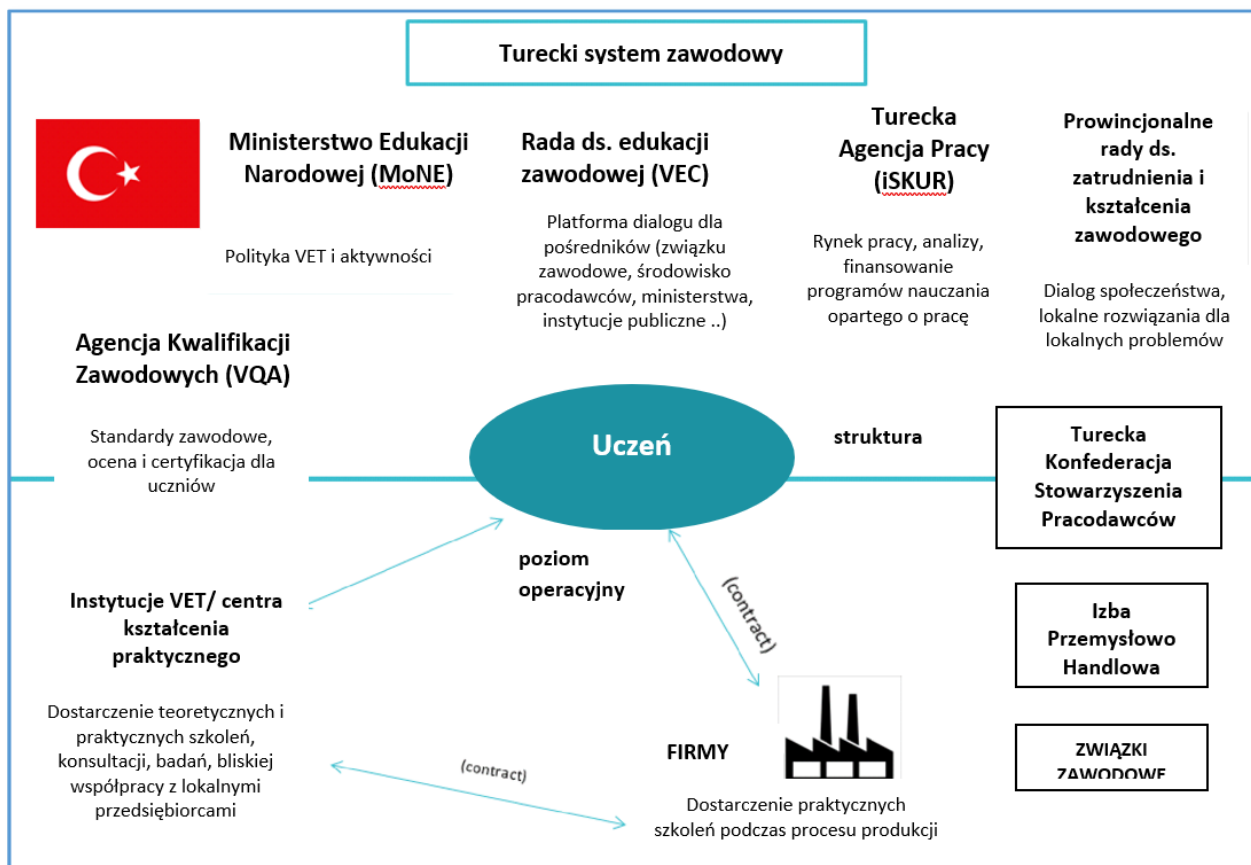 Turecki system zawodowy
Ministerstwo Edukacji
Narodowej (MoNE)
Polityka VET i aktywności
Rada ds. edukacji
zawodowej (VEC)
Platforma dialogu dla
pośredników (związku
zawodowe, środowisko
pracodawców, ministerstwa,
instytucje publiczne ..)
Turecka
Agencja Pracy
(iSKUR)
Rynek pracy, analizy,
finansowanie
programów nauczania
opartego o pracę
Prowincjonalne
rady ds.
zatrudnienia i
kształcenia
zawodowego
Dialog społeczeństwa,
lokalne rozwiązania dla
lokalnych problemów
Agencja Kwalifikacji
Zawodowych (VQA)
Standardy zawodowe,
ocena i certyfikacja dla
uczniów
Uczeń
struktura
Turecka
Konfederacja
Stowarzyszenia
Pracodawców
poziom
operacyjny
Instytucje VET/ centra
kształcenia
praktycznego
Dostarczenie teoretycznych i
praktycznych szkoleń,
konsultacji, badań, bliskiej
współpracy z lokalnymi
przedsiębiorcami
(contract)
(contract)
FIRMY
Dostarczenie praktycznych
szkoleń podczas procesu produkcji
Izba
Przemysłowo
Handlowa
ZWIĄZKI
ZAWODOWE